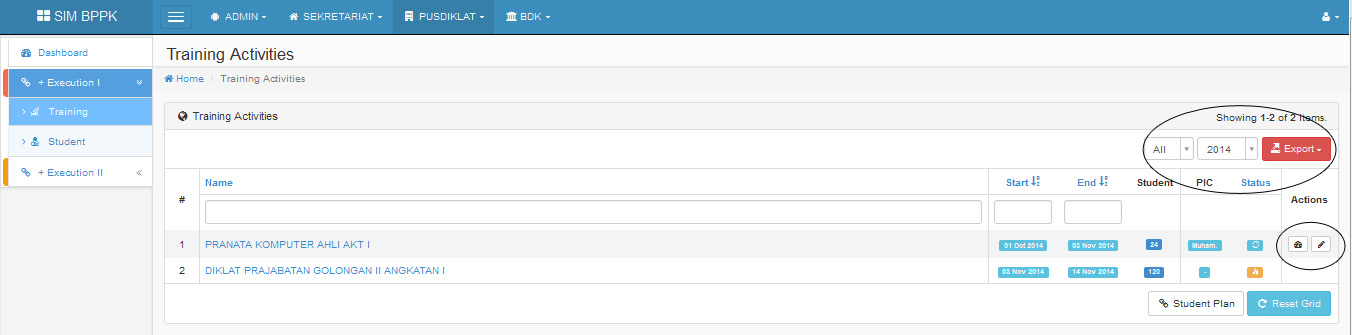 SIM BPPK
ADMIN
SEKRETARIAT
PUSDIKLAT
BDK
Dashboard
+ Execution I
Training
Student
+ Execution II
Training Activities
Home / Training Activities
Training Activities
Showing 1-2 of 2 items.
All
2014
Export
# Name Start End Student PIC Status Actions
1 PRANATA KOMPUTER AHLI AKT I 01 Oct 2014 03 Nov 2014 24 Muham.
2 DIKLAT PRAJABATAN GOLONGAN II ANGKATAN I 03 Nov 2014 14 Nov 2014 120 -
Student Plan
Reset Grid